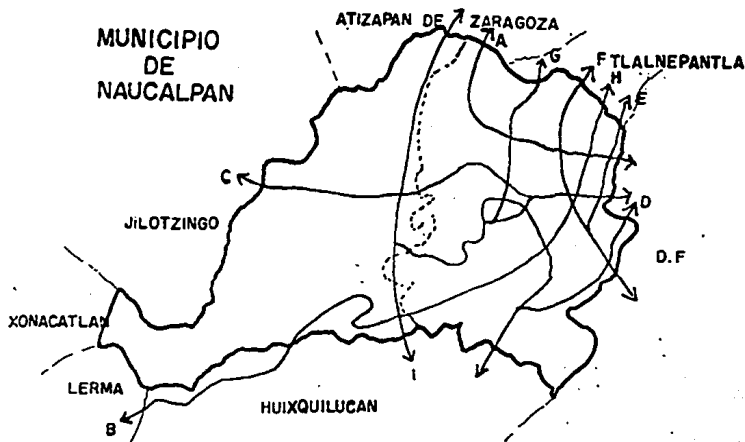 ATIZAPAN DE ZARAGOZA
MUNICIPIO
DE
NAUCALPAN
A
G
F TLALNEPANTLA
H
E
C
D
JiLOTZINGO
D.F
XONACATLAN
LERMA
I
HUIXQUILUCAN
B